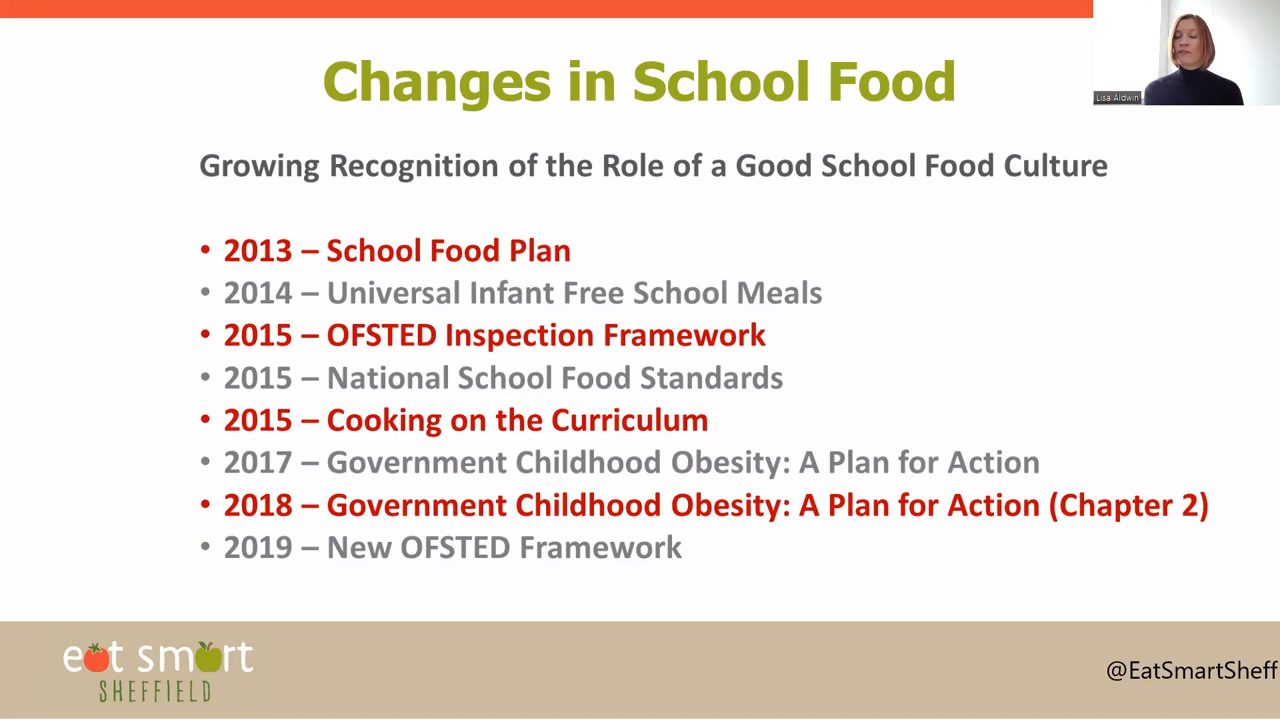 Changes in School Food
Lisa Aldwin
Growing Recognition of the Role of a Good School Food Culture
• 2013 – School Food Plan
• 2014 – Universal Infant Free School Meals
• 2015 – OFSTED Inspection Framework
• 2015 – National School Food Standards
• 2015 – Cooking on the Curriculum
• 2017 – Government Childhood Obesity: A Plan for Action
• 2018 – Government Childhood Obesity: A Plan for Action (Chapter 2)
• 2019 – New OFSTED Framework
eat smart
SHEFFIELD
@EatSmartSheff